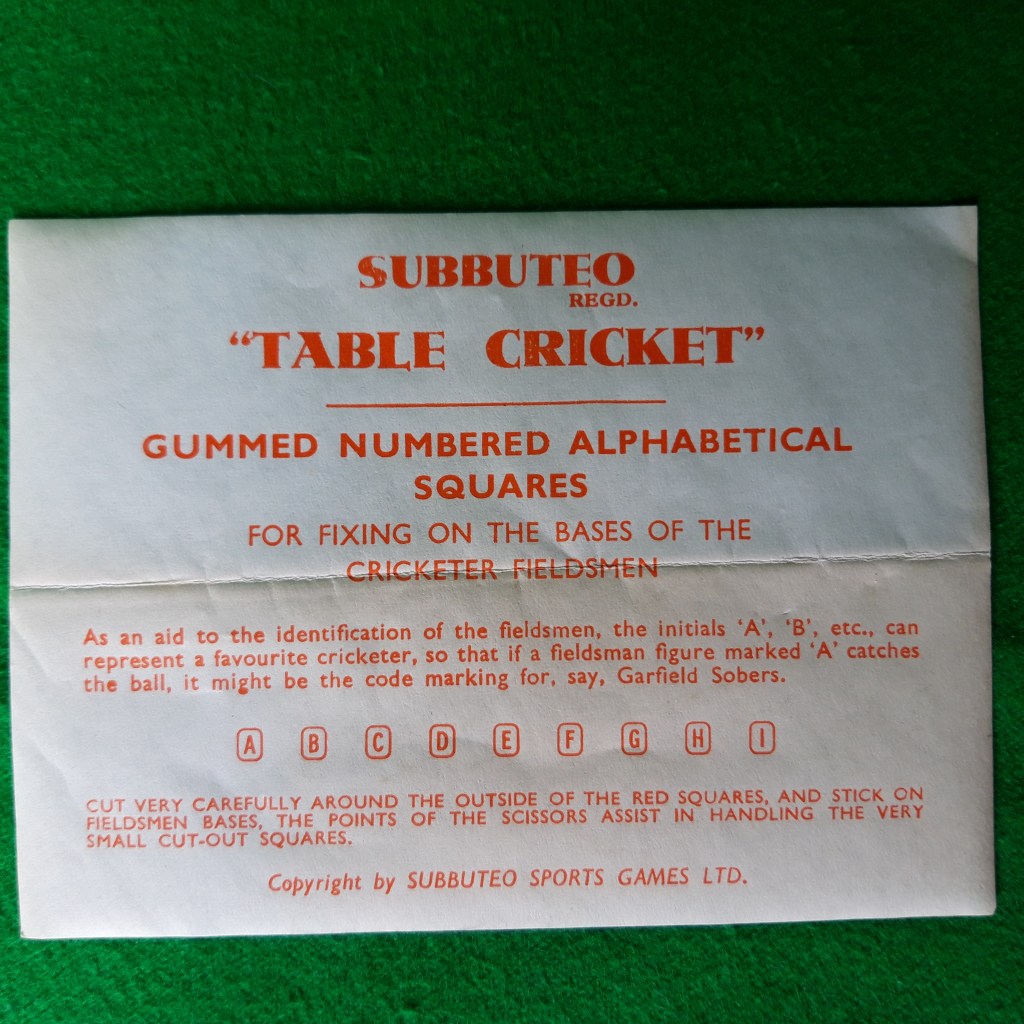 SUBBUTEO
REGD.
“TABLE CRICKET”
GUMMED NUMBERED ALPHABETICAL
SQUARES
FOR FIXING ON THE BASES OF THE
CRICKETER FIELDSMEN
As an aid to the identification of the fieldsmen, the initials ‘A’, ‘B’, etc., can
represent a favourite cricketer, so that if a fieldsman figure marked ‘A’ catches
the ball, it might be the code marking for, say, Garfield Sobers.
A B C D E F G H I
CUT VERY CAREFULLY AROUND THE OUTSIDE OF THE RED SQUARES, AND STICK ON
FIELDSMEN BASES, THE POINTS OF THE SCISSORS ASSIST IN HANDLING THE VERY
SMALL CUT-OUT SQUARES.
Copyright by SUBBUTEO SPORTS GAMES LTD.